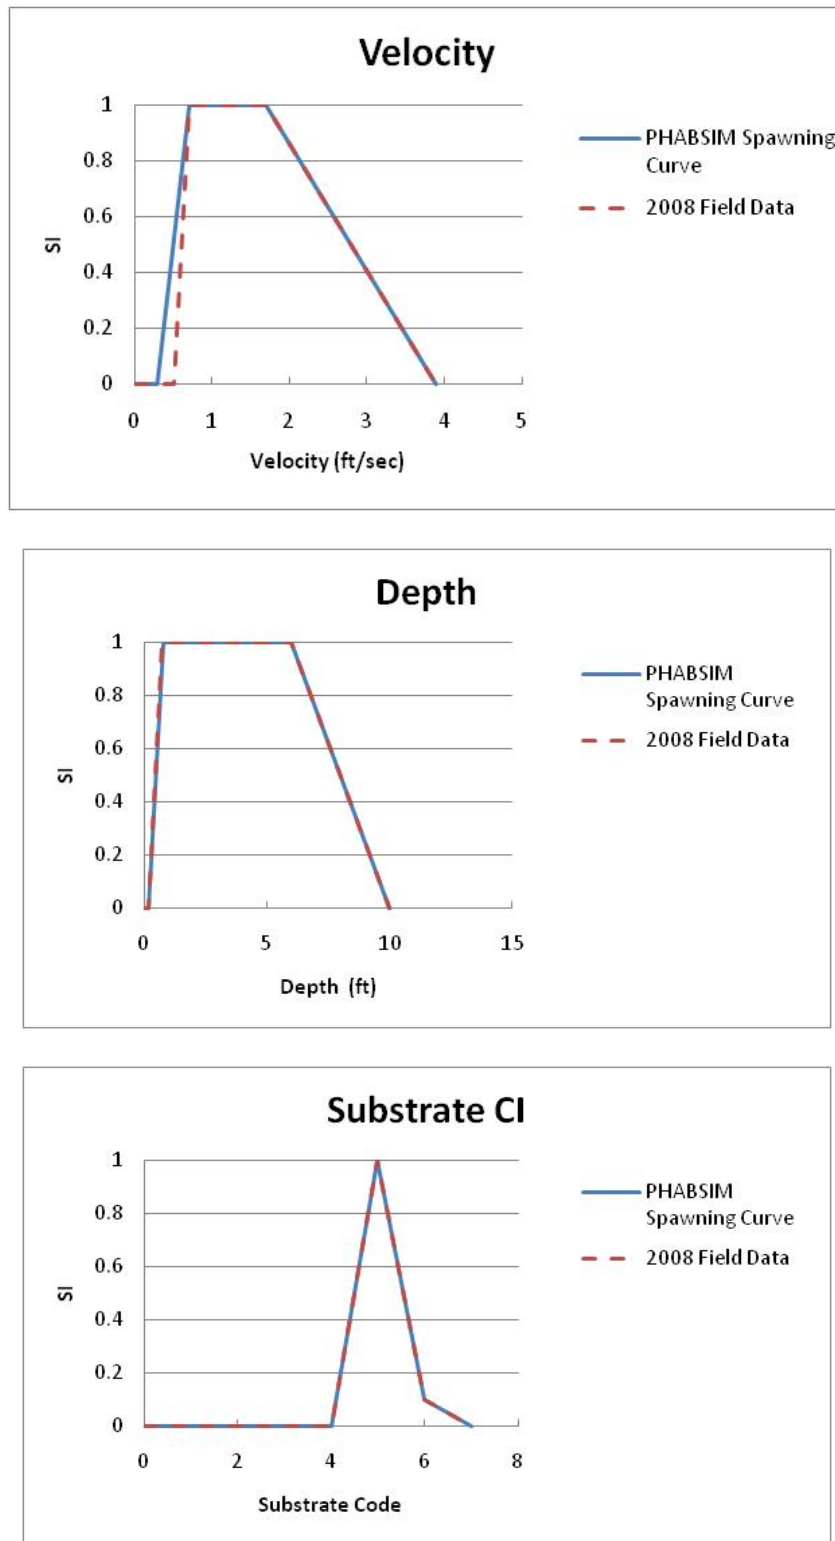 Velocity
1
0.8
0.6
0.4
0.2
0
SI
0 1 2 3 4 5
Velocity (ft/sec)
PHABSIM Spawning
Curve
2008 Field Data
Depth
1
0.8
0.6
0.4
0.2
0
SI
0 5 10 15
Depth (ft)
PHABSIM
Spawning Curve
2008 Field Data
Substrate CI
1
0.8
0.6
0.4
0.2
0
SI
0 2 4 6 8
Substrate Code
PHABSIM
Spawning Curve
2008 Field Data